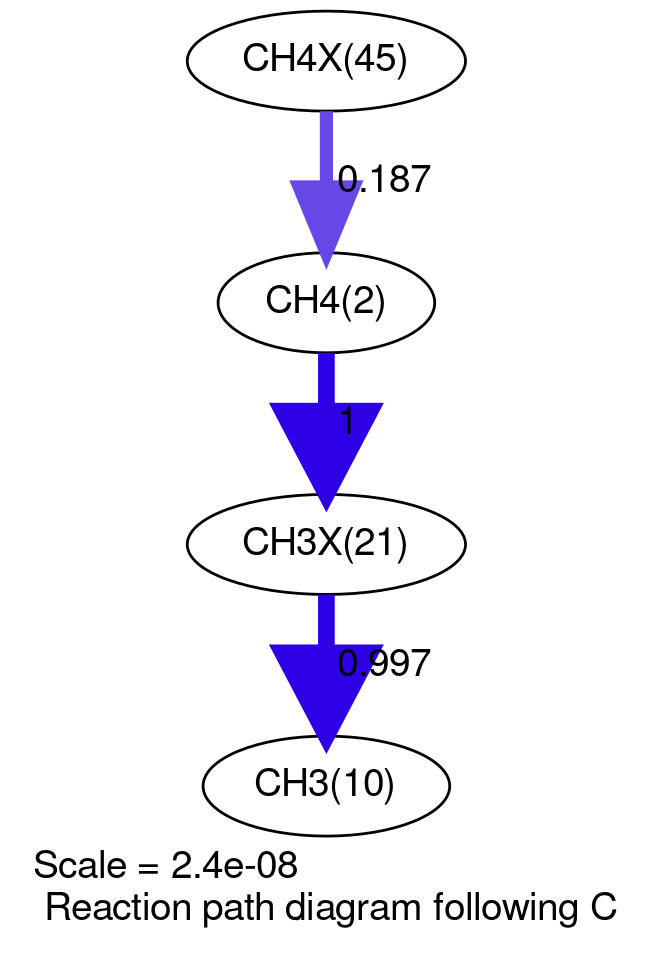 CH4X(45)
0.187
CH4(2)
1
CH3X(21)
0.997
CH3(10)
Scale = 2.4e-08
Reaction path diagram following C